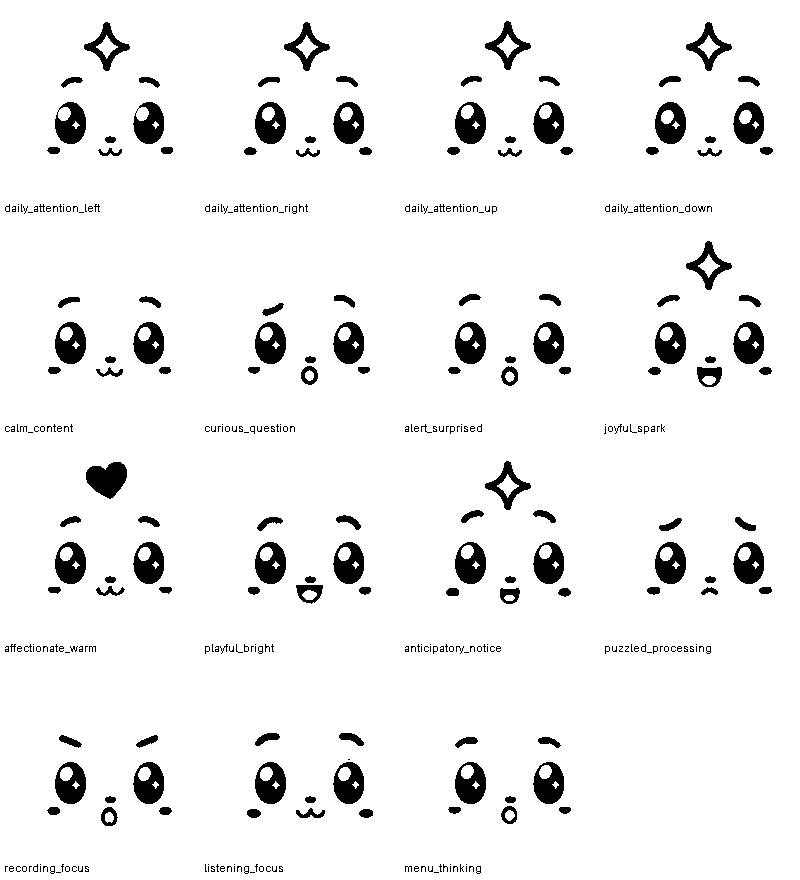 daily_attention_left
daily_attention_right
daily_attention_up
daily_attention_down
calm_content
curious_question
alert_surprised
joyful_spark
affectionate_warm
playful_bright
anticipatory_notice
puzzled_processing
recording_focus
listening_focus
menu_thinking